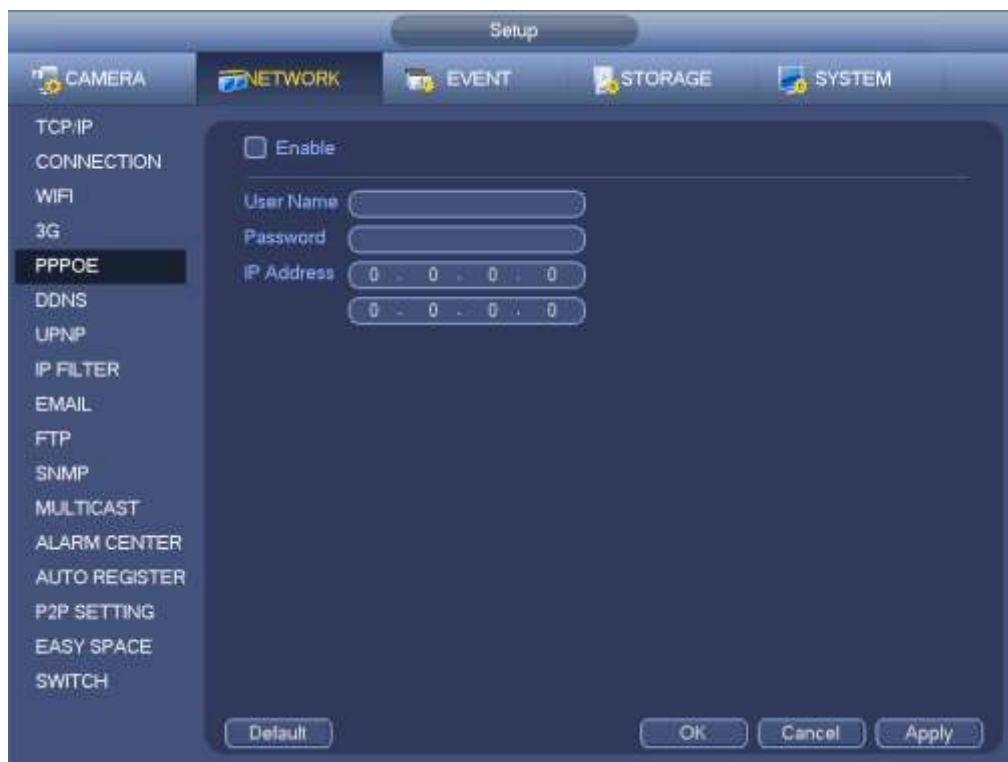 Setup
CAMERA NETWORK EVENT STORAGE SYSTEM
TCP/IP
CONNECTION
WIFI
3G
PPPOE
DDNS
UPNP
IP FILTER
EMAIL
FTP
SNMP
MULTICAST
ALARM CENTER
AUTO REGISTER
P2P SETTING
EASY SPACE
SWITCH
Enable
User Name
Password
IP Address 0 . 0 . 0 . 0
0 . 0 . 0 . 0
Default OK Cancel Apply